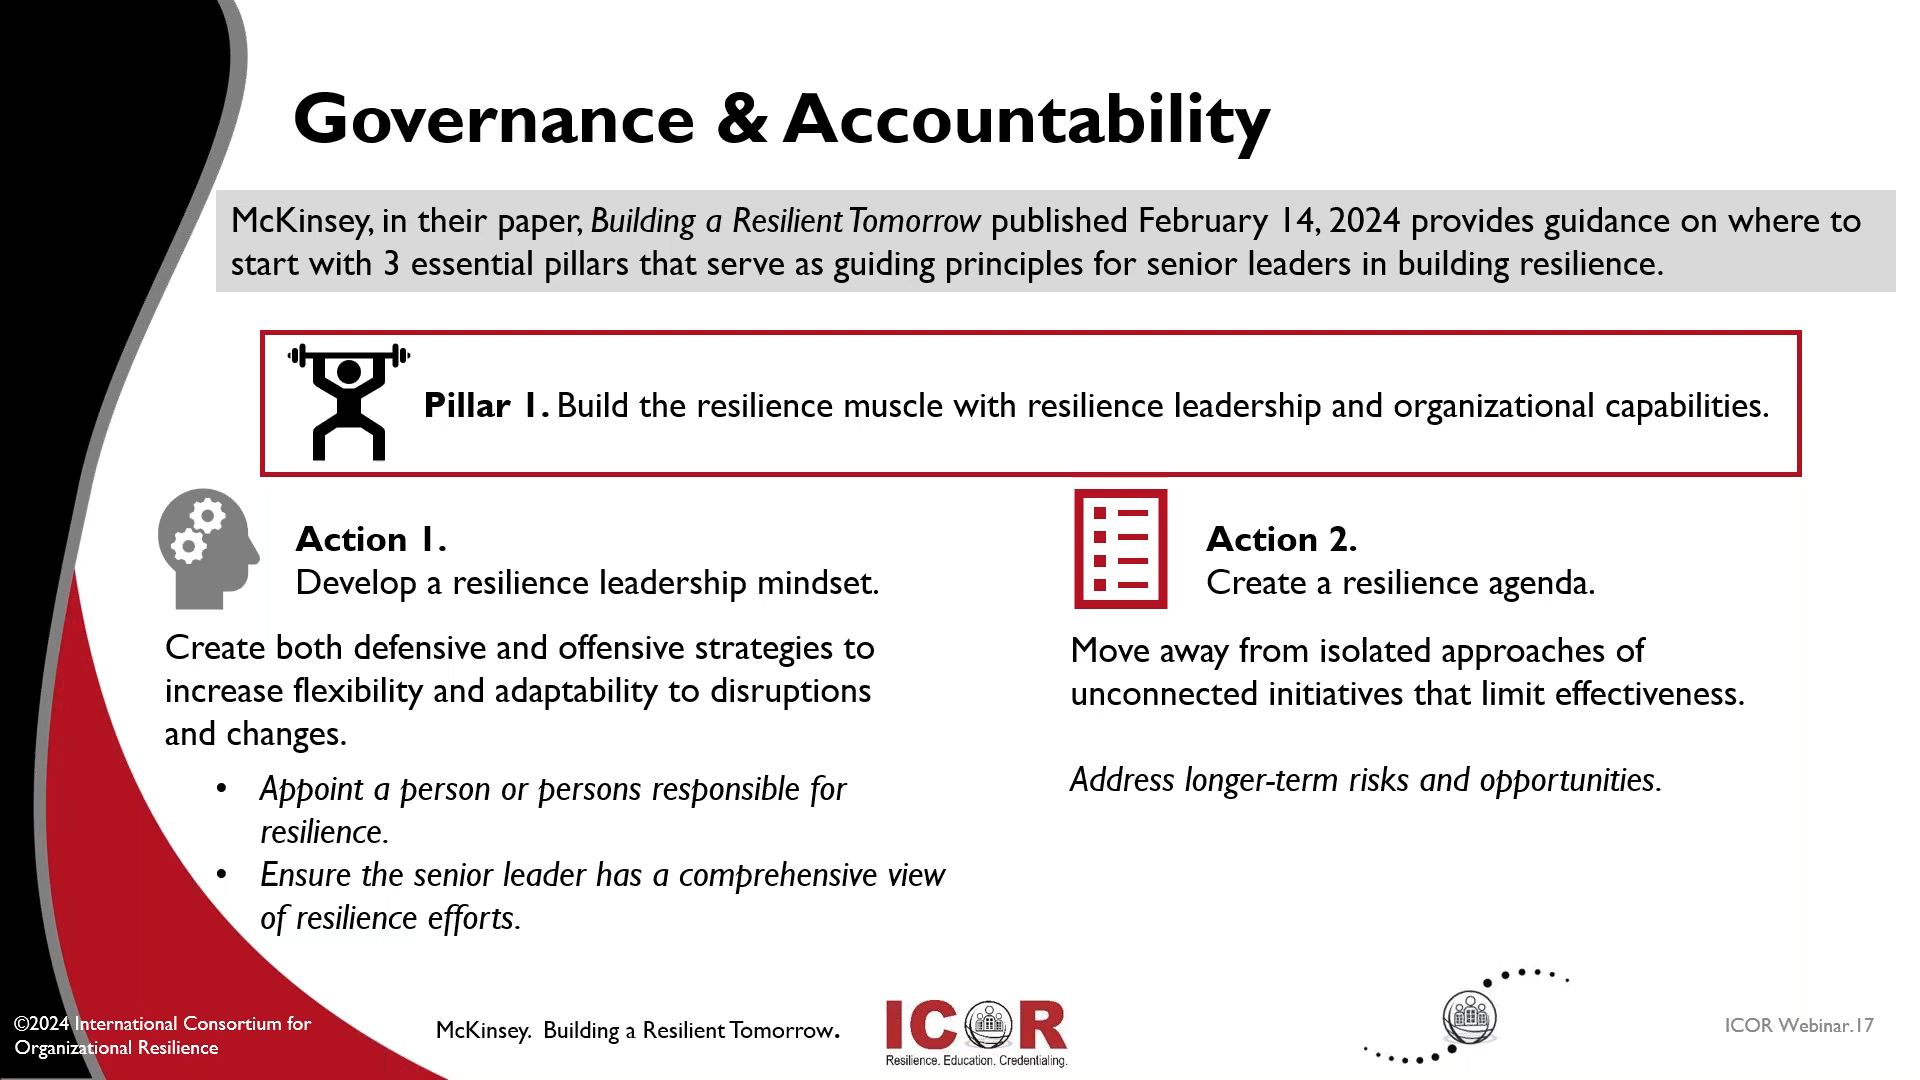 Governance & Accountability
McKinsey, in their paper, Building a Resilient Tomorrow published February 14, 2024 provides guidance on where to
start with 3 essential pillars that serve as guiding principles for senior leaders in building resilience.
Pillar 1. Build the resilience muscle with resilience leadership and organizational capabilities.
Action 1.
Develop a resilience leadership mindset.
Create both defensive and offensive strategies to
increase flexibility and adaptability to disruptions
and changes.
• Appoint a person or persons responsible for
resilience.
• Ensure the senior leader has a comprehensive view
of resilience efforts.
Action 2.
Create a resilience agenda.
Move away from isolated approaches of
unconnected initiatives that limit effectiveness.
Address longer-term risks and opportunities.
©2024 International Consortium for
Organizational Resilience
McKinsey. Building a Resilient Tomorrow.
ICOR
Resilience. Education. Credentialing.
ICOR Webinar.17